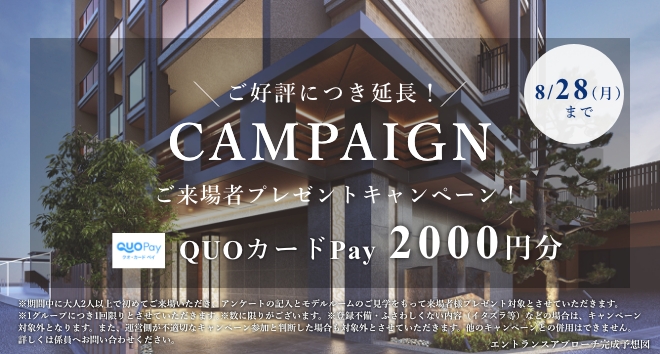 ＼ ご好評につき延長！／
8/28(月)
まで
CAMPAIGN
ご来場者プレゼントキャンペーン！
QUO Pay
クオ・カード ペイ
QUOカードPay 2000円分
※期間中に大人2人以上で初めてご来場いただき、アンケートの記入とモデルルームのご見学をもって来場者様プレゼント対象とさせていただきます。
※1グループにつき1回限りとさせていただきます ※数に限りがございます。※登録不備・ふさわしくない内容（イタズラ等）などの場合は、キャンペーン
対象外となります。また、運営側が不適切なキャンペーン参加と判断した場合も対象外とさせていただきます。他のキャンペーンとの併用はできません。
詳しくは係員へお問い合わせください。
エントランスアプローチ完成予想図